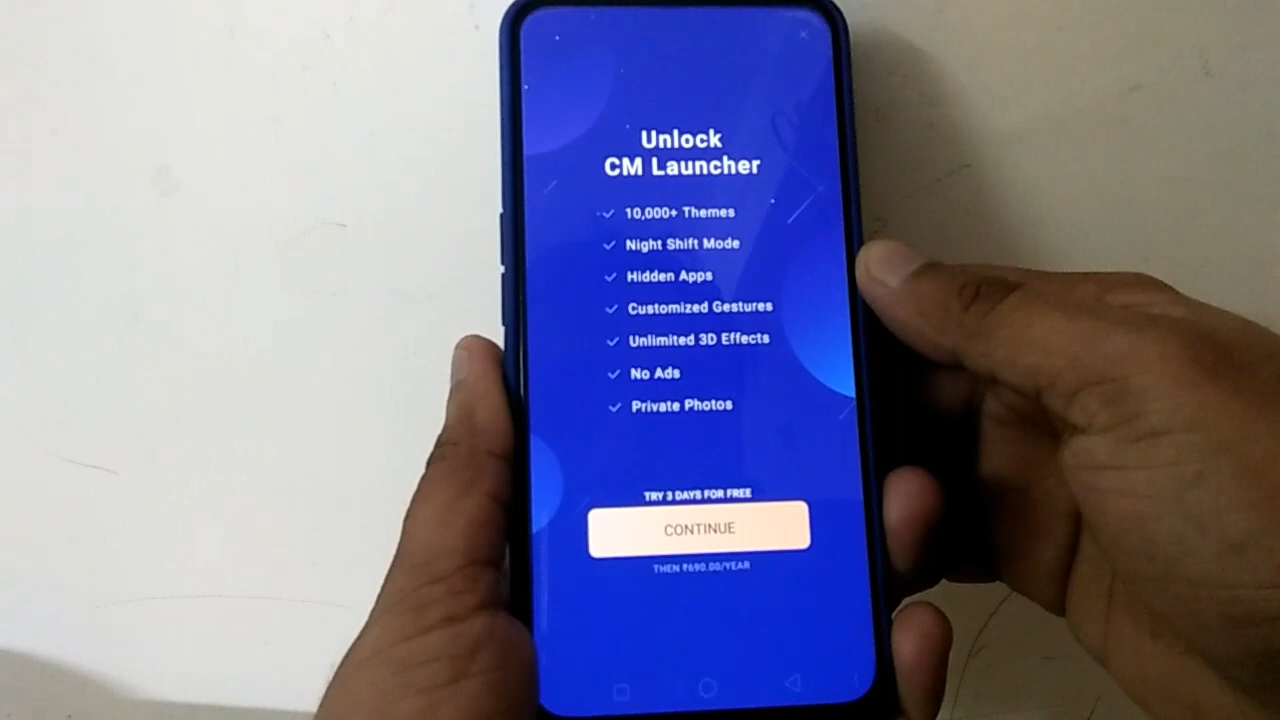 Unlock
CM Launcher
10,000+ Themes
Night Shift Mode
Hidden Apps
Customized Gestures
Unlimited 3D Effects
No Ads
Private Photos
TRY 3 DAYS FOR FREE
CONTINUE
THEN ₹690.00/YEAR